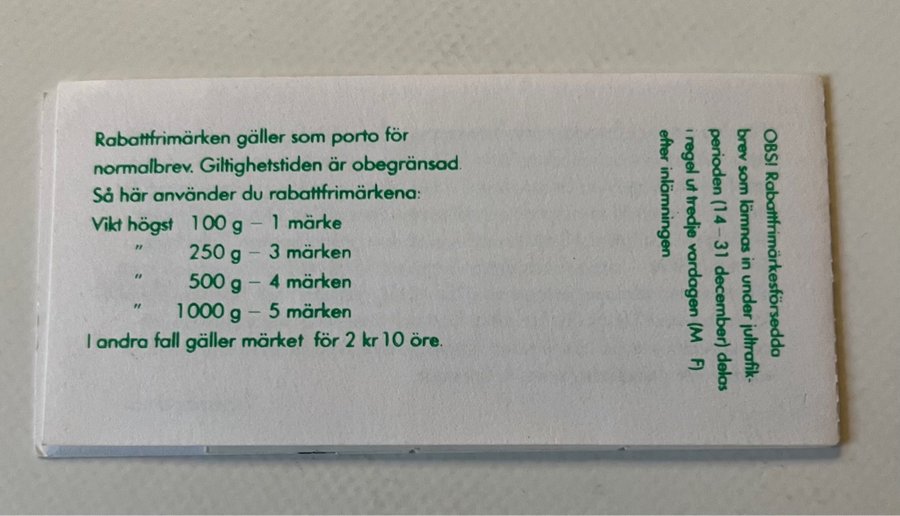 Rabattfrimärken gäller som porto för
normalbrev. Giltighetstiden är obegränsad.
Så här använder du rabattfrimärkena:
Vikt högst 100 g – 1 märke
" 250 g – 3 märken
" 500 g – 4 märken
" 1000 g – 5 märken
I andra fall gäller märket för 2 kr 10 öre.
OBS! Rabattfrimärkesförsedda
brev som lämnas in under jultrafik-
perioden (14–31 december) delas
i regel ut tredje vardagen (M F)
efter inlämningen